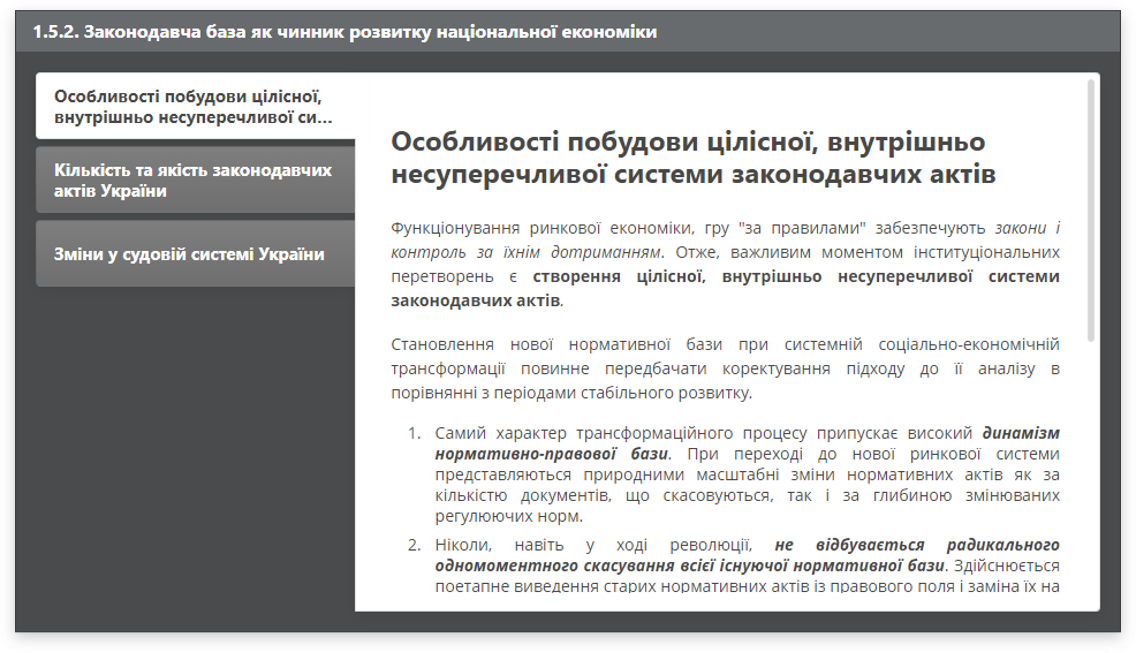 1.5.2. Законодавча база як чинник розвитку національної економіки
Особливості побудови цілісної,
внутрішньо несуперечливої си...
Кількість та якість законодавчих
актів України
Зміни у судовій системі України
Особливості побудови цілісної, внутрішньо
несуперечливої системи законодавчих актів
Функціонування ринкової економіки, гру "за правилами" забезпечують закони і
контроль за їхнім дотриманням. Отже, важливим моментом інституціональних
перетворень є створення цілісної, внутрішньо несуперечливої системи
законодавчих актів.
Становлення нової нормативної бази при системній соціально-економічній
трансформації повинне передбачати коректування підходу до її аналізу в
порівнянні з періодами стабільного розвитку.
1. Самий характер трансформаційного процесу припускає високий динамізм
нормативно-правової бази. При переході до нової ринкової системи
представляються природними масштабні зміни нормативних актів як за
кількістю документів, що скасовуються, так і за глибиною змінюваних
регулюючих норм.
2. Ніколи, навіть у ході революції, не відбувається радикального
одномоментного скасування всієї існуючої нормативної бази. Здійснюється
поетапне виведення старих нормативних актів із правового поля і заміна їх на